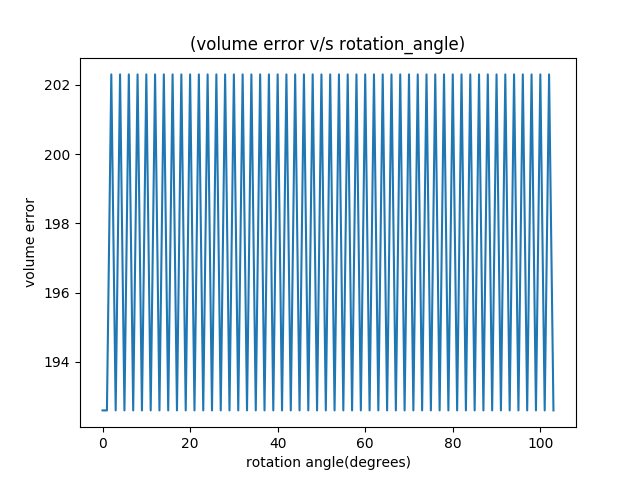 (volume error v/s rotation_angle)
202
200
198
196
194
volume error
0 20 40 60 80 100
rotation angle(degrees)